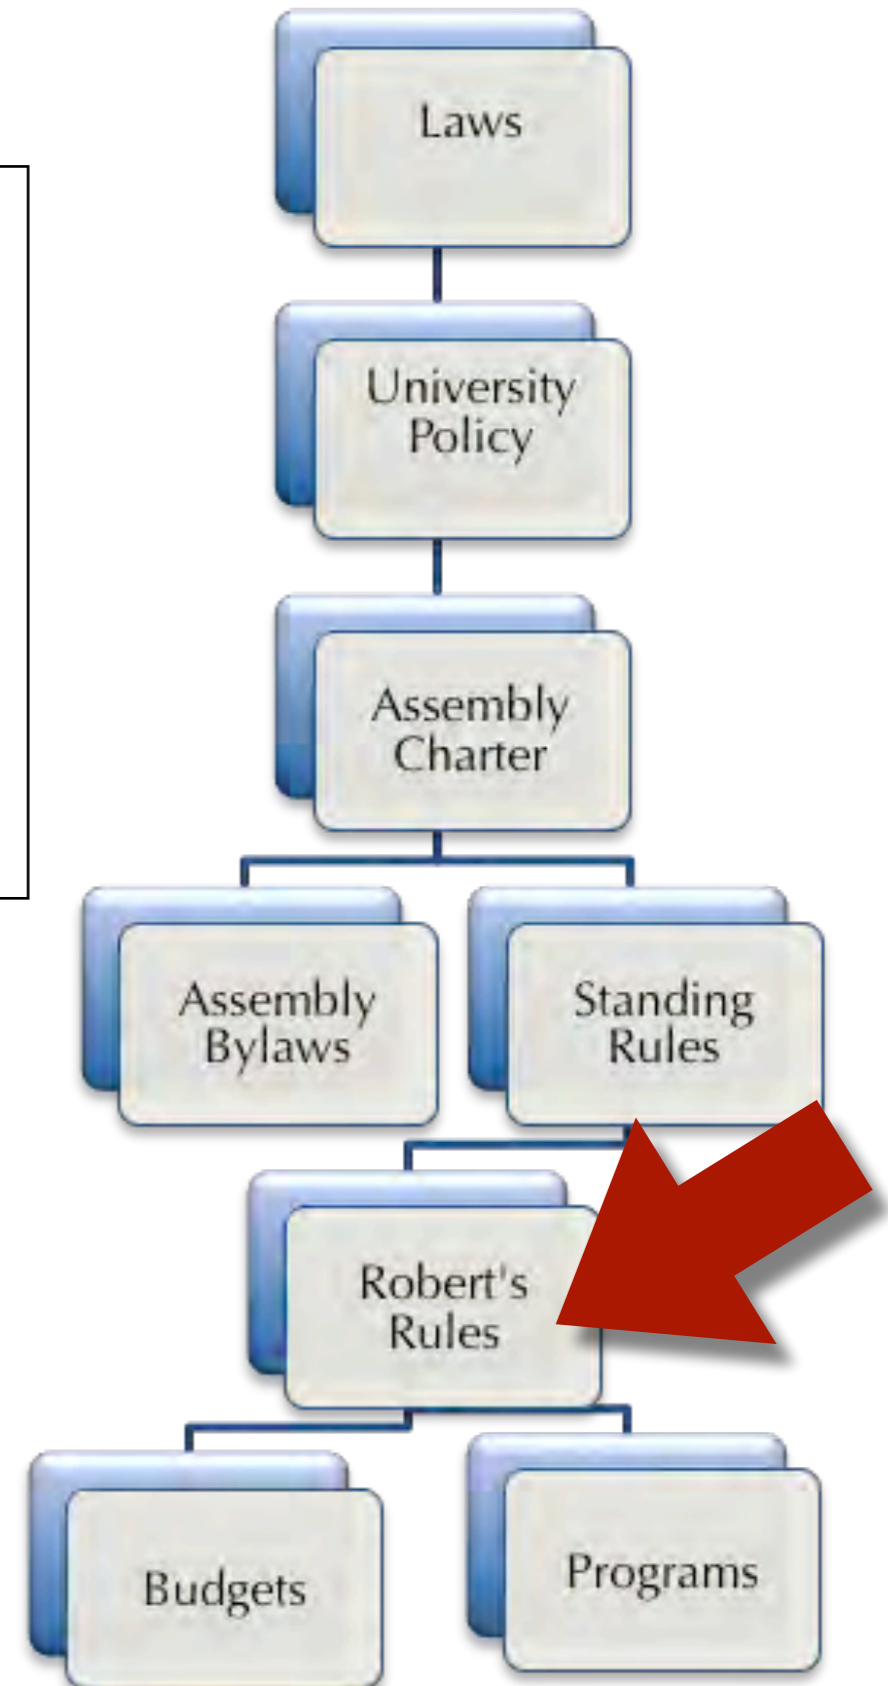 Laws
University
Policy
Assembly
Charter
Assembly
Bylaws
Standing
Rules
Robert's
Rules
Budgets
Programs